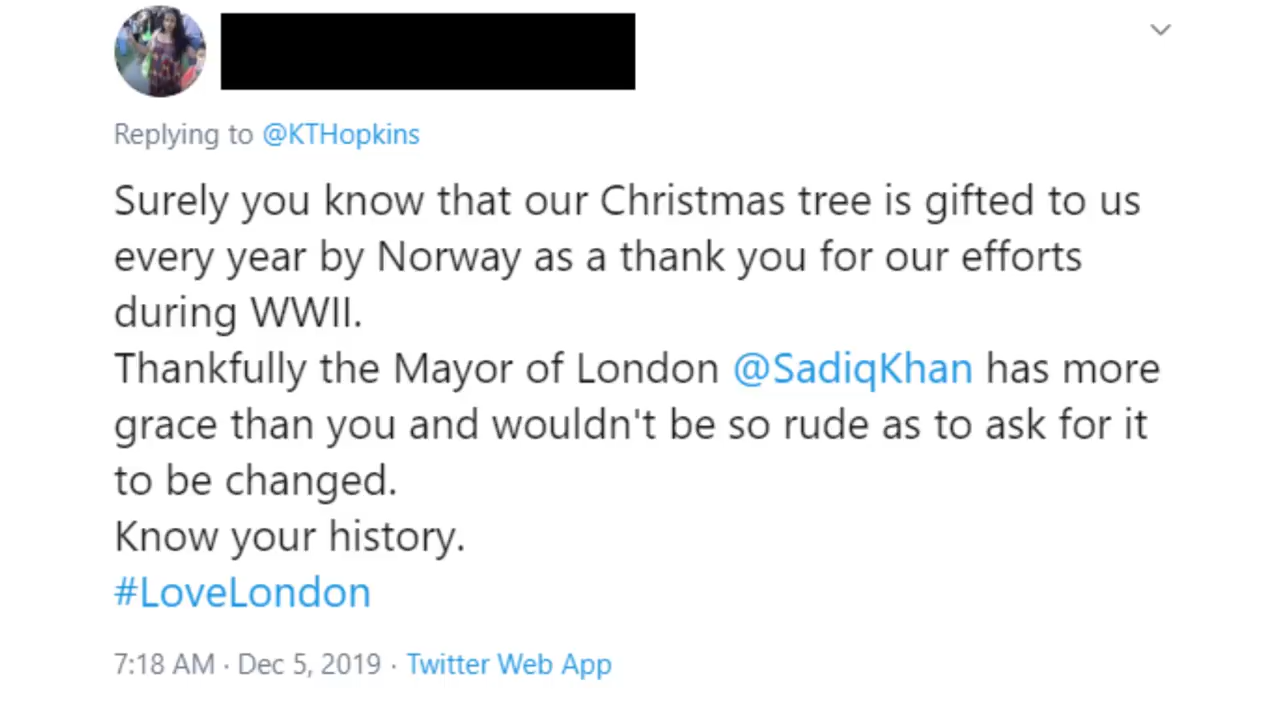 Replying to @KTHopkins
Surely you know that our Christmas tree is gifted to us
every year by Norway as a thank you for our efforts
during WWII.
Thankfully the Mayor of London @SadiqKhan has more
grace than you and wouldn't be so rude as to ask for it
to be changed.
Know your history.
#LoveLondon
7:18 AM · Dec 5, 2019 · Twitter Web App